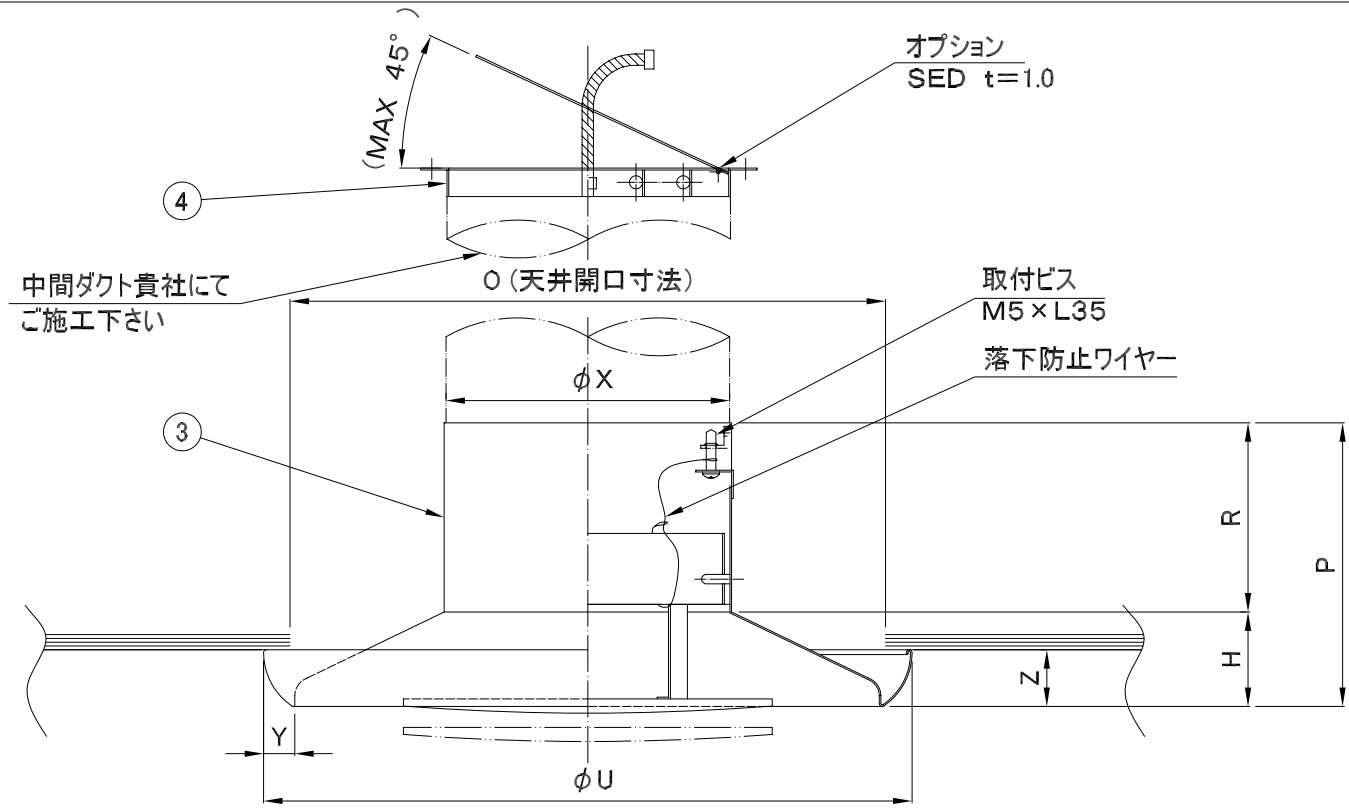 (MAX 45°)
オプション
SED t=1.0
④
中間ダクト貴社にて
ご施工下さい
O (天井開口寸法)
取付ビス
M5×L35
落下防止ワイヤー
φX
③
R
P
H
Z
Y
φU